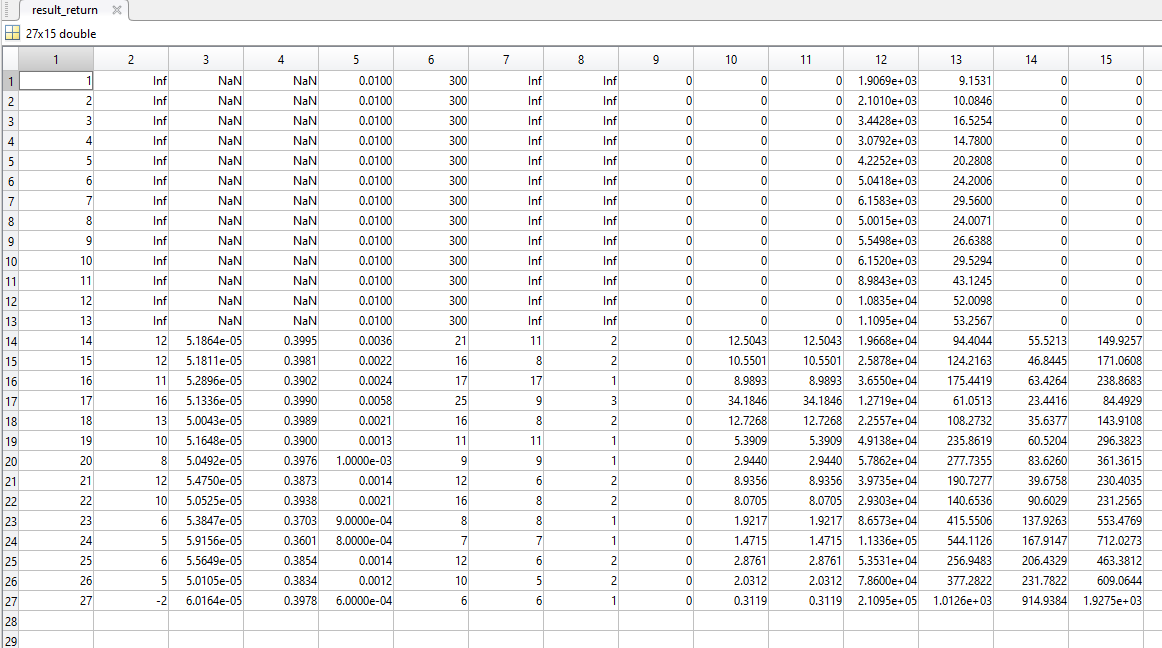 result_return
27x15 double
1 2 3 4 5 6 7 8 9 10 11 12 13 14 15
1 1 Inf NaN NaN 0.0100 300 Inf Inf 0 0 0 1.9069e+03 9.1531 0 0
2 2 Inf NaN NaN 0.0100 300 Inf Inf 0 0 0 2.1010e+03 10.0846 0 0
3 3 Inf NaN NaN 0.0100 300 Inf Inf 0 0 0 3.4428e+03 16.5254 0 0
4 4 Inf NaN NaN 0.0100 300 Inf Inf 0 0 0 3.0792e+03 14.7800 0 0
5 5 Inf NaN NaN 0.0100 300 Inf Inf 0 0 0 4.2252e+03 20.2808 0 0
6 6 Inf NaN NaN 0.0100 300 Inf Inf 0 0 0 5.0418e+03 24.2006 0 0
7 7 Inf NaN NaN 0.0100 300 Inf Inf 0 0 0 6.1583e+03 29.5600 0 0
8 8 Inf NaN NaN 0.0100 300 Inf Inf 0 0 0 5.0015e+03 24.0071 0 0
9 9 Inf NaN NaN 0.0100 300 Inf Inf 0 0 0 5.5498e+03 26.6388 0 0
10 10 Inf NaN NaN 0.0100 300 Inf Inf 0 0 0 6.1520e+03 29.5294 0 0
11 11 Inf NaN NaN 0.0100 300 Inf Inf 0 0 0 8.9843e+03 43.1245 0 0
12 12 Inf NaN NaN 0.0100 300 Inf Inf 0 0 0 1.0835e+04 52.0098 0 0
13 13 Inf NaN NaN 0.0100 300 Inf Inf 0 0 0 1.1095e+04 53.2567 0 0
14 14 12 5.1864e-05 0.3995 0.0036 21 11 2 0 12.5043 12.5043 1.9668e+04 94.4044 55.5213 149.9257
15 15 12 5.1811e-05 0.3981 0.0022 16 8 2 0 10.5501 10.5501 2.5878e+04 124.2163 46.8445 171.0608
16 16 11 5.2896e-05 0.3902 0.0024 17 17 1 0 8.9893 8.9893 3.6550e+04 175.4419 63.4264 238.8683
17 17 16 5.1336e-05 0.3990 0.0058 25 9 3 0 34.1846 34.1846 1.2719e+04 61.0513 23.4416 84.4929
18 18 13 5.0043e-05 0.3989 0.0021 16 8 2 0 12.7268 12.7268 2.2557e+04 108.2732 35.6377 143.9108
19 19 10 5.1648e-05 0.3900 0.0013 11 11 1 0 5.3909 5.3909 4.9138e+04 235.8619 60.5204 296.3823
20 20 8 5.0492e-05 0.3976 1.0000e-03 9 9 1 0 2.9440 2.9440 5.7862e+04 277.7355 83.6260 361.3615
21 21 12 5.4750e-05 0.3873 0.0014 12 6 2 0 8.9356 8.9356 3.9735e+04 190.7277 39.6758 230.4035
22 22 10 5.0525e-05 0.3938 0.0021 16 8 2 0 8.0705 8.0705 2.9303e+04 140.6536 90.6029 231.2565
23 23 6 5.3847e-05 0.3703 9.0000e-04 8 8 1 0 1.9217 1.9217 8.6573e+04 415.5506 137.9263 553.4769
24 24 5 5.9156e-05 0.3601 8.0000e-04 7 7 1 0 1.4715 1.4715 1.1336e+05 544.1126 167.9147 712.0273
25 25 6 5.5649e-05 0.3854 0.0014 12 6 2 0 2.8761 2.8761 5.3531e+04 256.9483 206.4329 463.3812
26 26 5 5.0105e-05 0.3834 0.0012 10 5 2 0 2.0312 2.0312 7.8600e+04 377.2822 231.7822 609.0644
27 27 -2 6.0164e-05 0.3978 6.0000e-04 6 6 1 0 0.3119 0.3119 2.1095e+05 1.0126e+03 914.9384 1.9275e+03
28
29